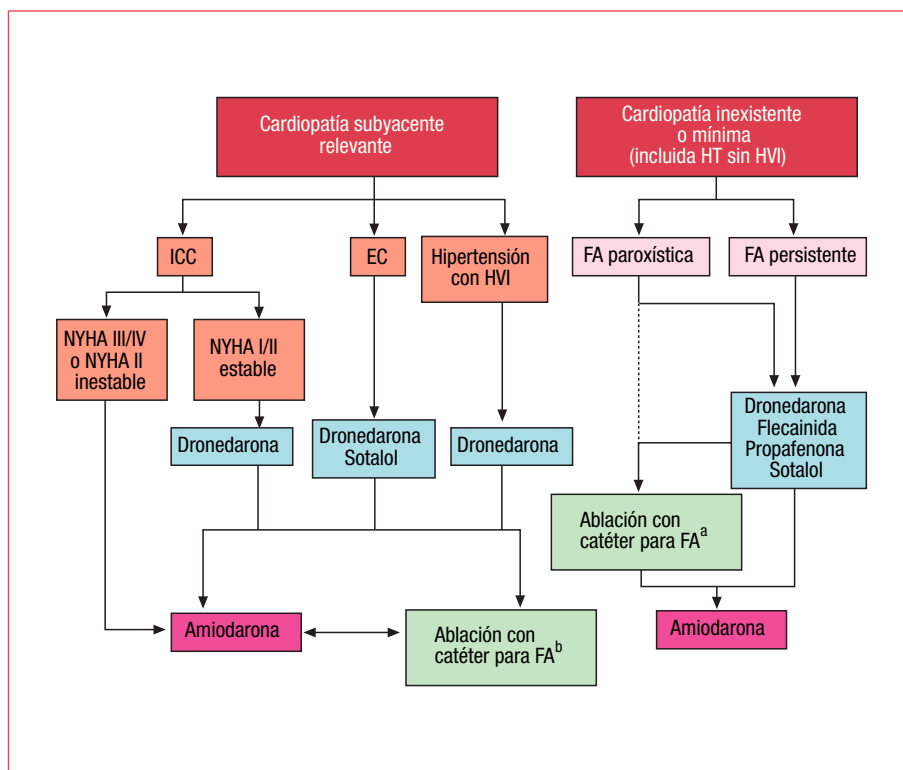 Cardiopatía subyacente
relevante
Cardiopatía inexistente
o mínima
(incluida HT sin HVI)
ICC
EC
Hipertensión
con HVI
FA paroxística
FA persistente
NYHA III/IV
o NYHA II
inestable
NYHA I/II
estable
Dronedarona
Dronedarona
Sotalol
Dronedarona
Dronedarona
Flecainida
Propafenona
Sotalol
Ablación con
catéter para FAᵃ
Amiodarona
Ablación con
catéter para FAᵇ
Amiodarona